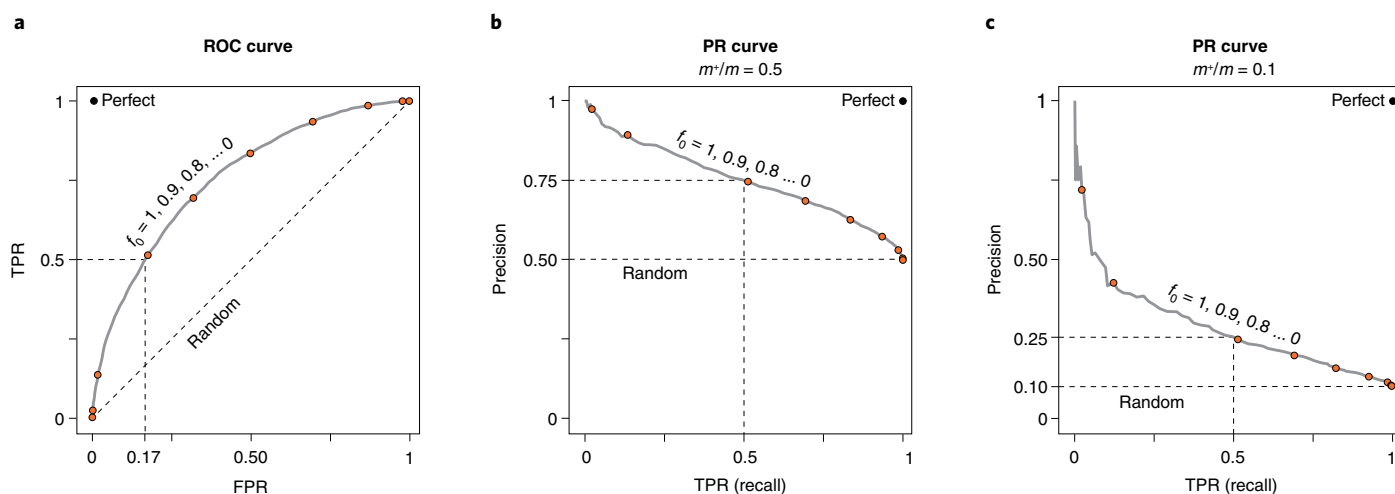 a
ROC curve
Perfect
1
0.5
0
TPR
f₀ = 1, 0.9, 0.8, ... 0
Random
0
0.17
0.50
1
FPR
b
PR curve
m⁺/m = 0.5
Perfect
1
0.75
0.50
0
Precision
f₀ = 1, 0.9, 0.8 ... 0
Random
0
0.5
1
TPR (recall)
c
PR curve
m⁺/m = 0.1
Perfect
1
0.50
0.25
0.10
0
Precision
f₀ = 1, 0.9, 0.8 ... 0
Random
0
0.5
1
TPR (recall)